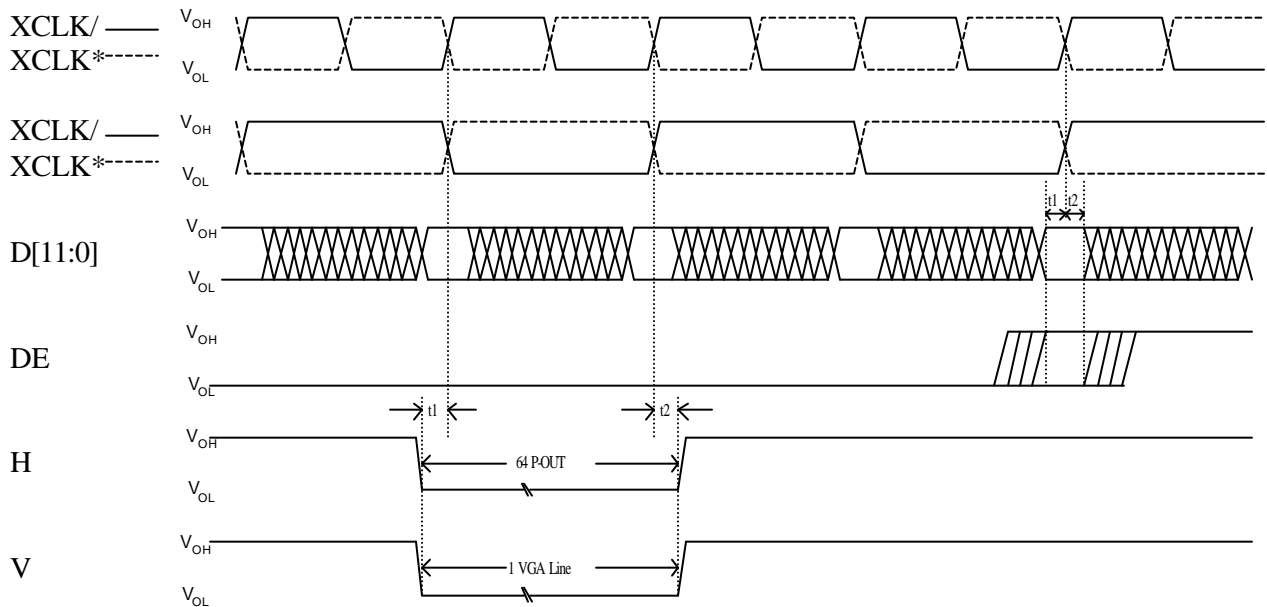 XCLK/
XCLK*
VOH
VOL
XCLK/
XCLK*
VOH
VOL
t1 t2
D[11:0]
VOH
VOL
DE
VOH
VOL
t1
t2
H
VOH
VOL
64 P-OUT
V
VOH
VOL
1 VGA Line